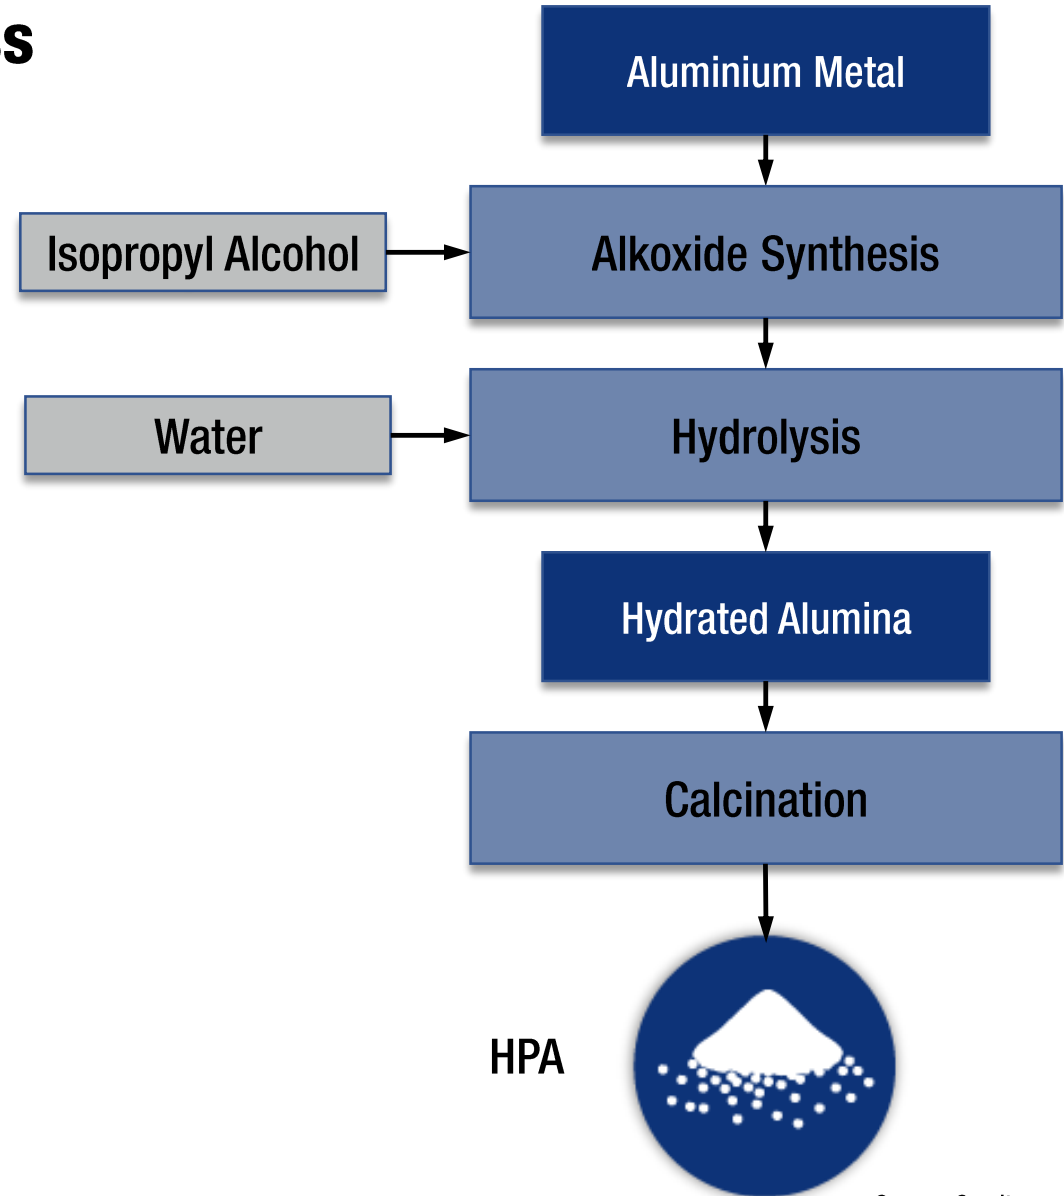 Aluminium Metal
Isopropyl Alcohol
Alkoxide Synthesis
Water
Hydrolysis
Hydrated Alumina
Calcination
HPA